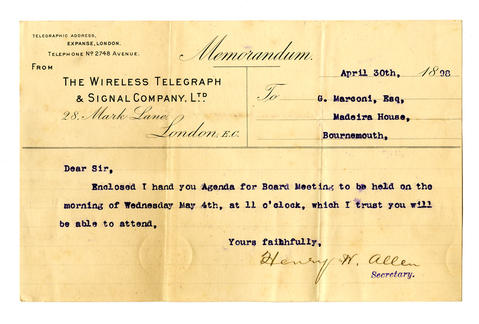 TELEGRAPHIC ADDRESS,
EXPANSE, LONDON.
TELEPHONE No 2748 AVENUE.
Memorandum.
FROM
April 30th, 1898
THE WIRELESS TELEGRAPH
& SIGNAL COMPANY, LTD
28, Mark Lane,
London, E.C.
To
G. Marconi, Esq,
Madeira House,
Bournemouth,
Dear Sir,
Enclosed I hand you Agenda for Board Meeting to be held on the
morning of Wednesday May 4th, at 11 o'clock, which I trust you will
be able to attend.
Yours faithfully,
Henry W. Allen
Secretary.